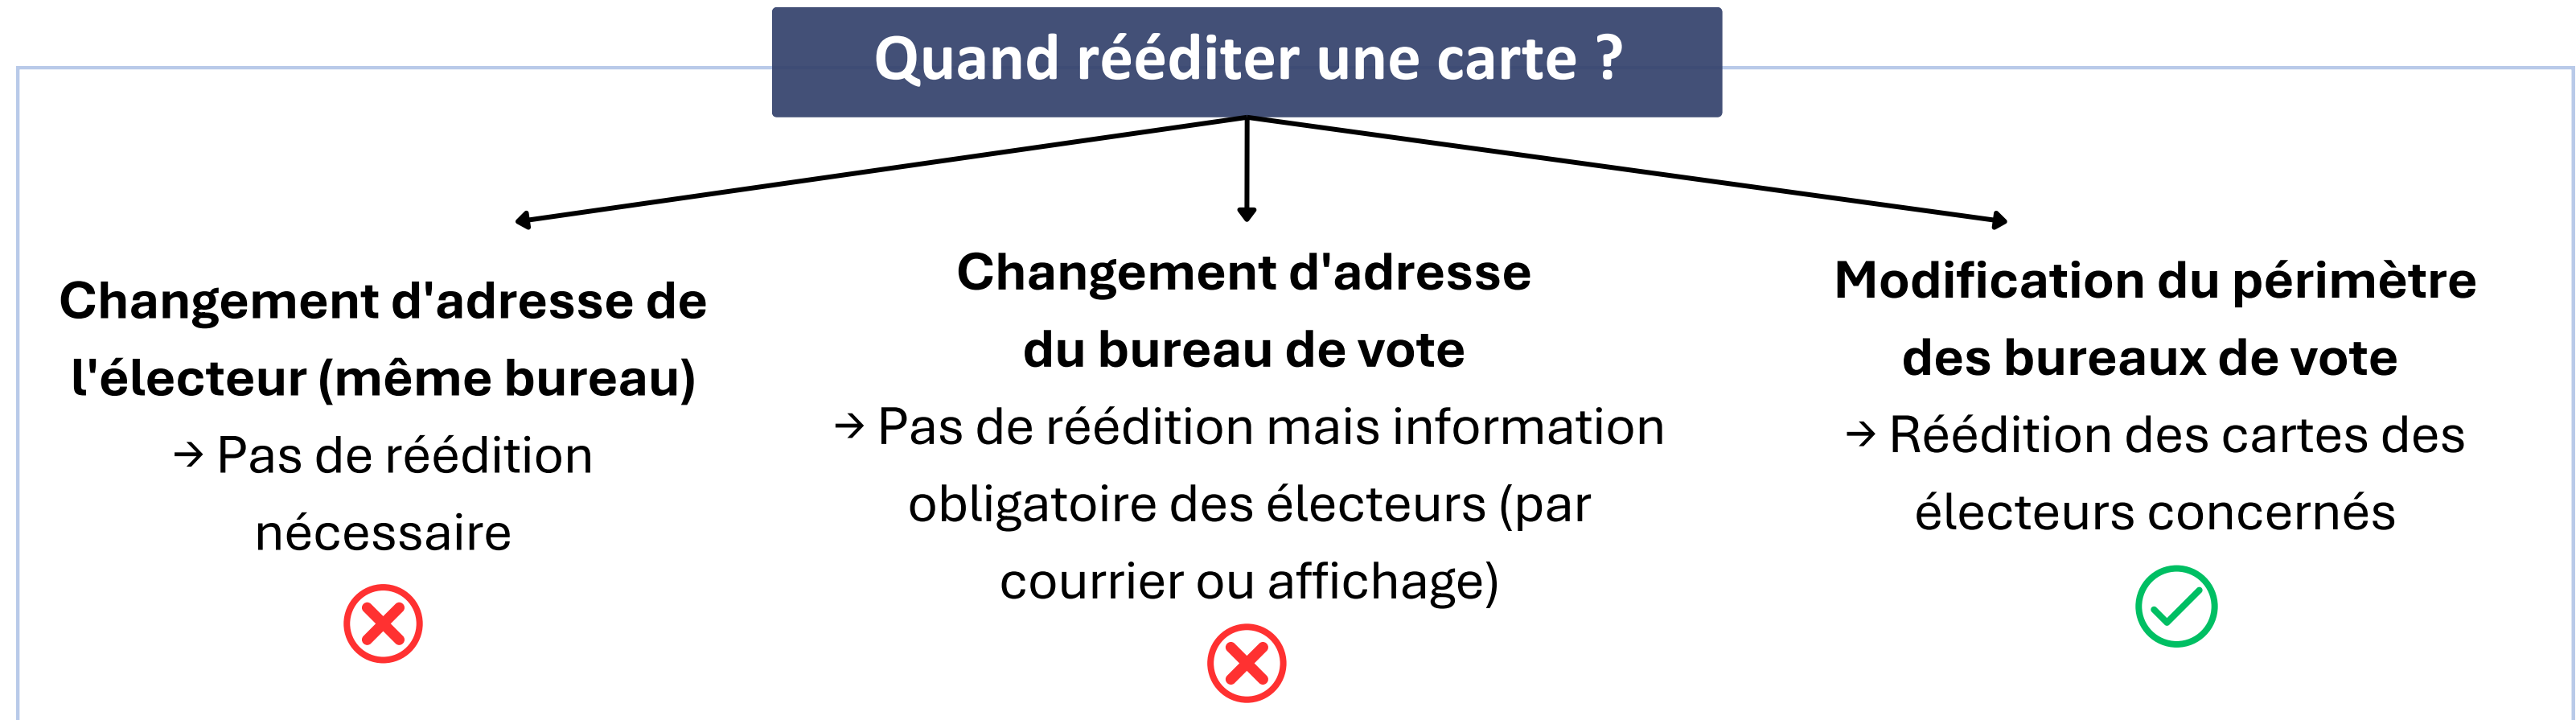 Quand rééditer une carte ?
Changement d'adresse de
l'électeur (même bureau)
→ Pas de réédition
nécessaire
Changement d'adresse
du bureau de vote
→ Pas de réédition mais information
obligatoire des électeurs (par
courrier ou affichage)
Modification du périmètre
des bureaux de vote
→ Réédition des cartes des
électeurs concernés